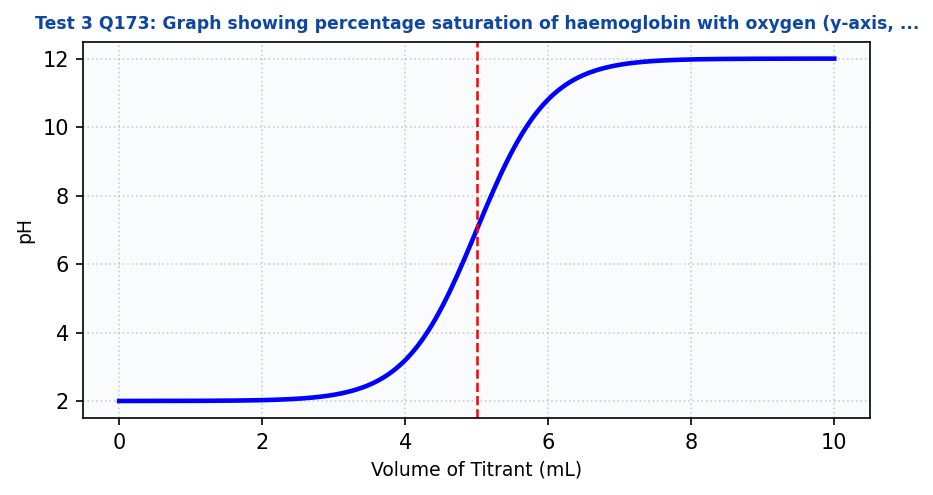 Test 3 Q173: Graph showing percentage saturation of haemoglobin with oxygen (y-axis, ...
12
10
8
6
4
2
pH
0 2 4 6 8 10
Volume of Titrant (mL)